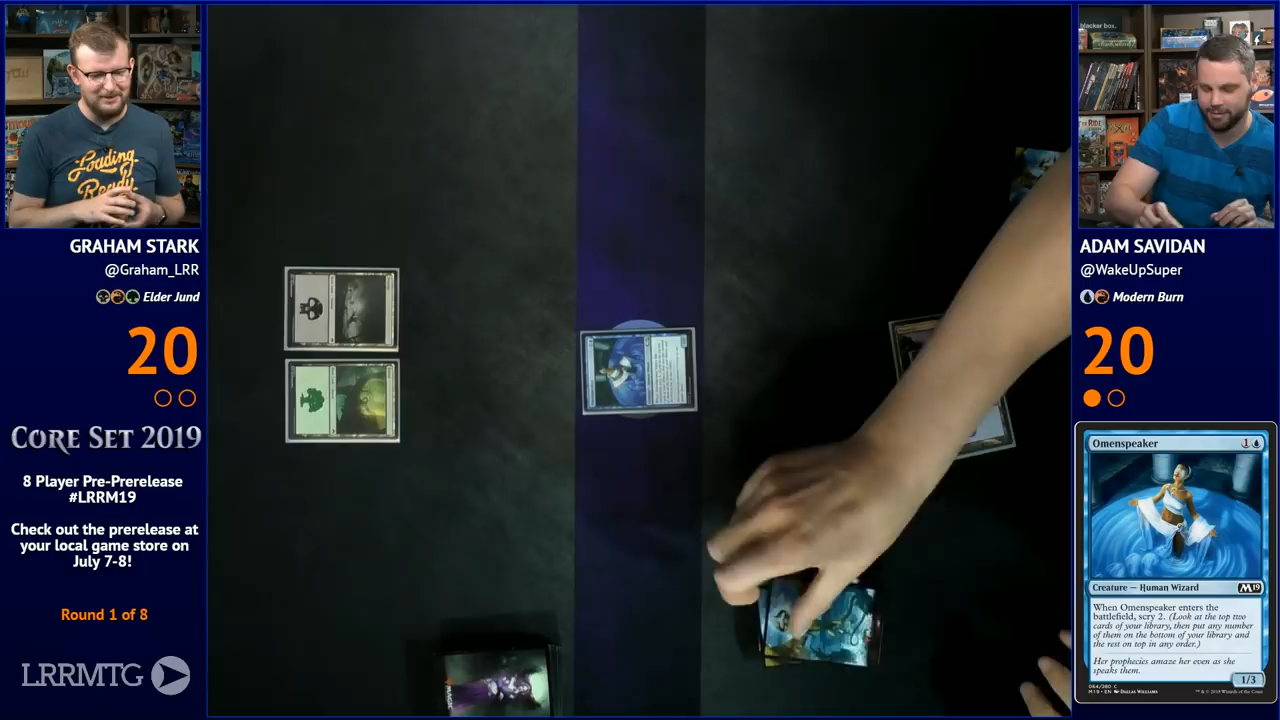 Loading
Ready
GRAHAM STARK
@Graham_LRR
Elder Jund
20
CORE SET 2019
8 Player Pre-Prerelease
#LRRM19
Check out the prerelease at
your local game store on
July 7-8!
Round 1 of 8
LRRMTG
blacker box.
ADAM SAVIDAN
@WakeUpSuper
Modern Burn
20
Omenspeaker
1
Creature — Human Wizard
M19
When Omenspeaker enters the
battlefield, scry 2. (Look at the top two
cards of your library, then put any number
of them on the bottom of your library and
the rest on top in any order.)
Her prophecies amaze her even as she
speaks them.
1/3